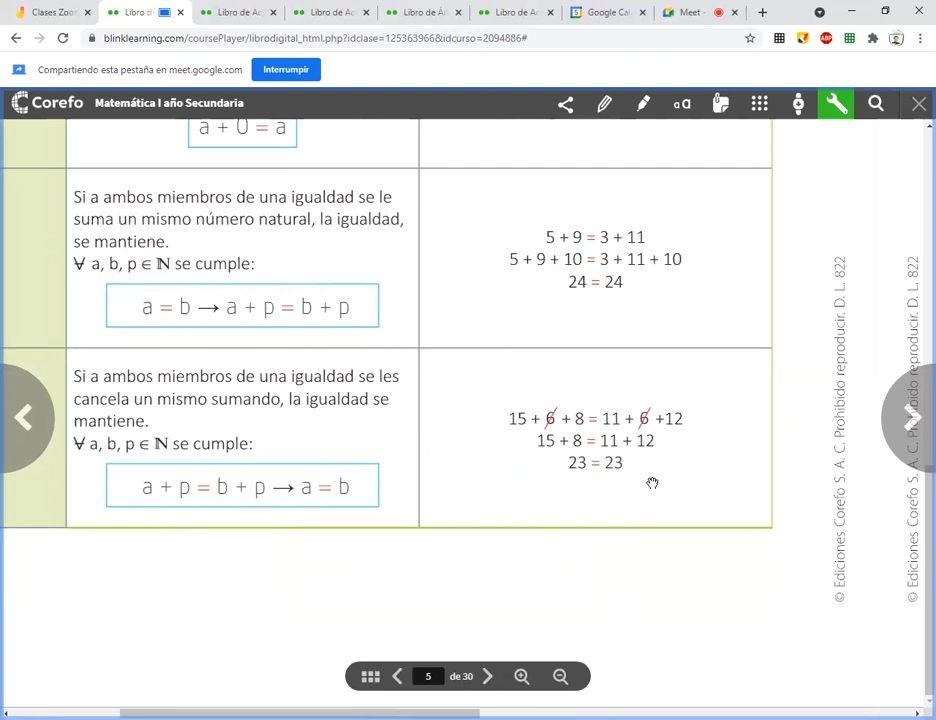 Clases Zoo
Libro d
Libro de Ac
Libro de Ac
Libro de Ár
Libro de Ac
Google Cal
Meet -
blinklearning.com/coursePlayer/librodigital_html.php?idclase=125363966&idcurso=2094886#
Compartiendo esta pestaña en meet.google.com
Interrumpir
Corefo
Matemática I año Secundaria
aA
a + 0 = a
Si a ambos miembros de una igualdad se le
suma un mismo número natural, la igualdad,
se mantiene.
∀ a, b, p ∈ ℕ se cumple:
a = b → a + p = b + p
5 + 9 = 3 + 11
5 + 9 + 10 = 3 + 11 + 10
24 = 24
Si a ambos miembros de una igualdad se les
cancela un mismo sumando, la igualdad se
mantiene.
∀ a, b, p ∈ ℕ se cumple:
a + p = b + p → a = b
15 + 6 + 8 = 11 + 6 +12
15 + 8 = 11 + 12
23 = 23
© Ediciones Corefo S. A. C. Prohibido reproducir. D. L. 822
© Ediciones Corefo S. A. C. Prohibido reproducir. D. L. 822
5 de 30